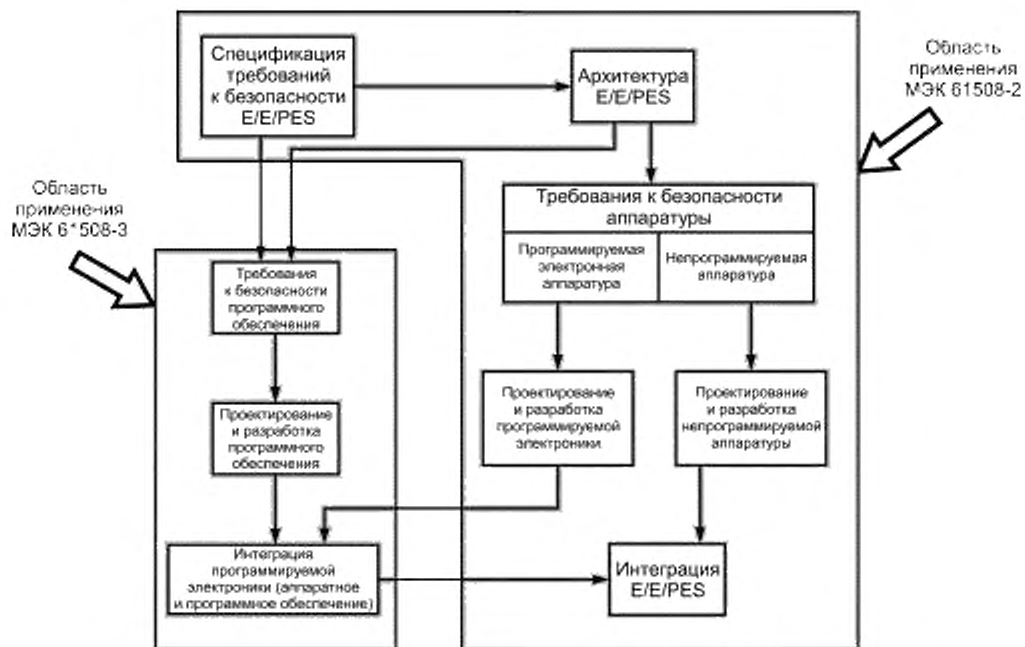 Спецификация
требований
к безопасности
E/E/PES
Архитектура
E/E/PES
Область
применения
МЭК 61508-2
Область
применения
МЭК 6*508-3
Требования к безопасности
аппаратуры
Программируемая
электронная
аппаратура
Непрограммируемая
аппаратура
Требования
к безопасности
программного
обеспечения
Проектирование
и разработка
программного
обеспечения
Проектирование
и разработка
программируемой
электроники
Проектирование
и разработка
непрограммируемой
аппаратуры
Интеграция
программируемой
электроники (аппаратное
и программное обеспечение)
Интеграция
E/E/PES